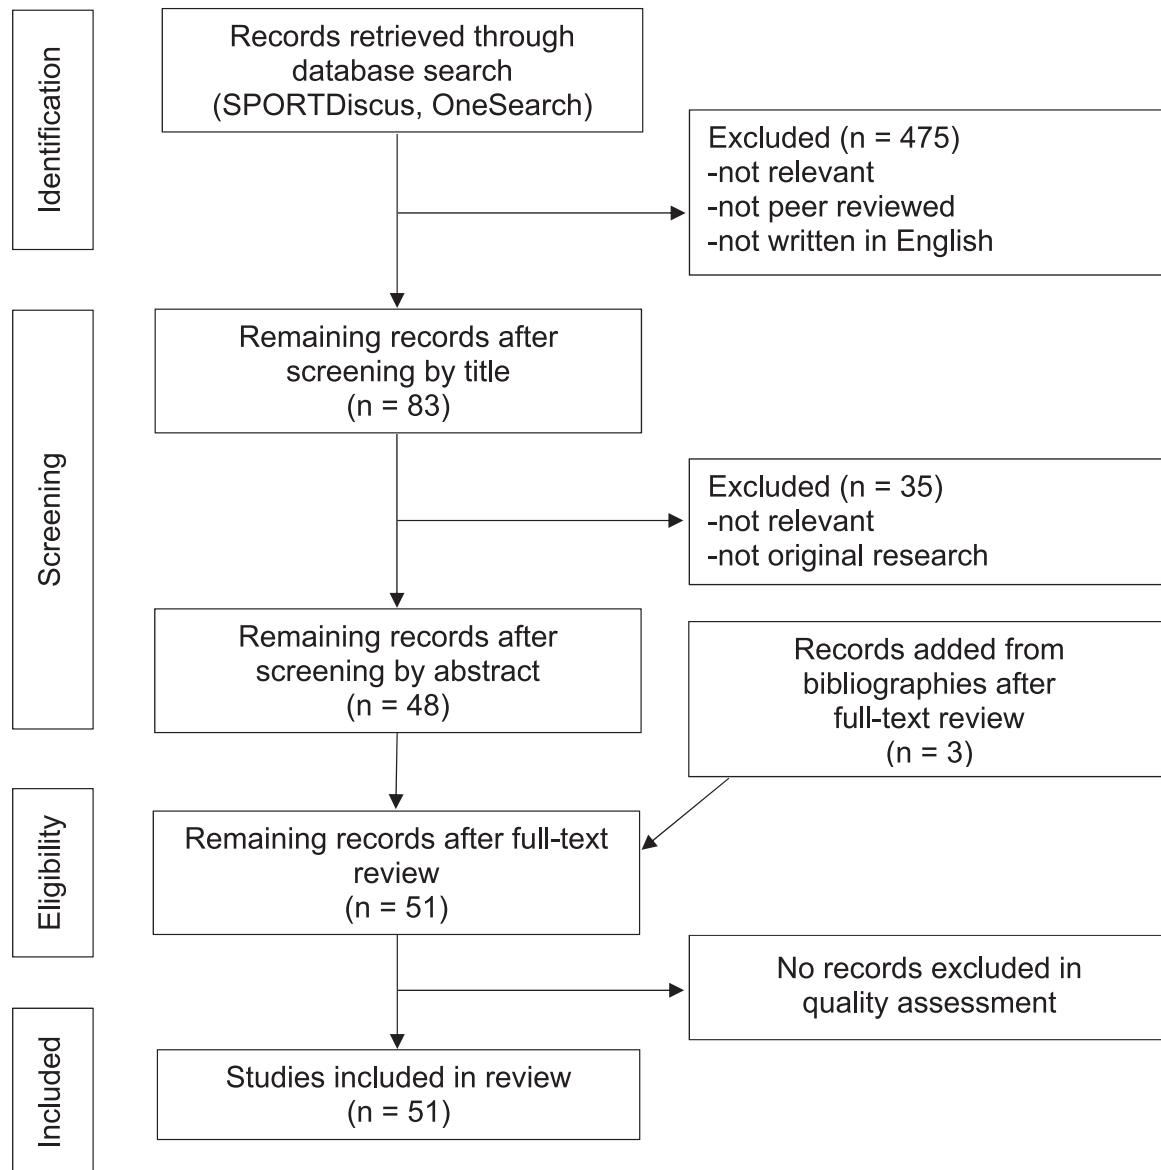 Identification
Records retrieved through
database search
(SPORTDiscus, OneSearch)
Excluded (n = 475)
-not relevant
-not peer reviewed
-not written in English
Screening
Remaining records after
screening by title
(n = 83)
Excluded (n = 35)
-not relevant
-not original research
Remaining records after
screening by abstract
(n = 48)
Records added from
bibliographies after
full-text review
(n = 3)
Eligibility
Remaining records after full-text
review
(n = 51)
No records excluded in
quality assessment
Included
Studies included in review
(n = 51)